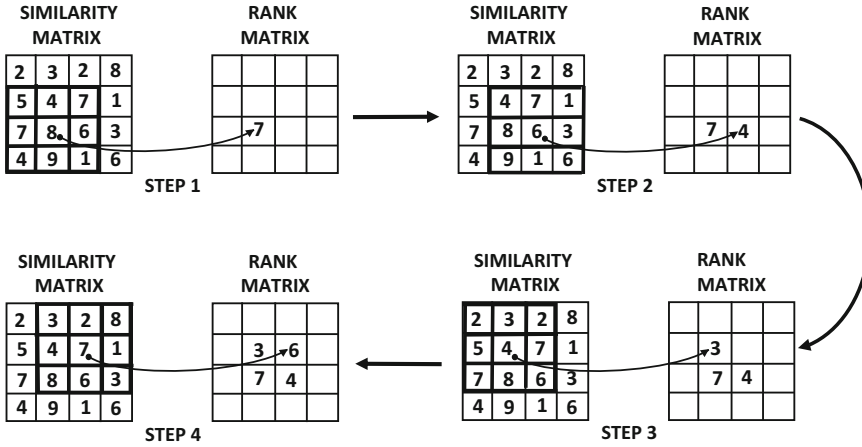 SIMILARITY MATRIX
RANK MATRIX
2 3 2 8
5 4 7 1
7 8 6 3
4 9 1 6
7
STEP 1
SIMILARITY MATRIX
RANK MATRIX
2 3 2 8
5 4 7 1
7 8 6 3
4 9 1 6
7 4
STEP 2
SIMILARITY MATRIX
RANK MATRIX
2 3 2 8
5 4 7 1
7 8 6 3
4 9 1 6
3 6
7 4
STEP 4
SIMILARITY MATRIX
RANK MATRIX
2 3 2 8
5 4 7 1
7 8 6 3
4 9 1 6
3
7 4
STEP 3